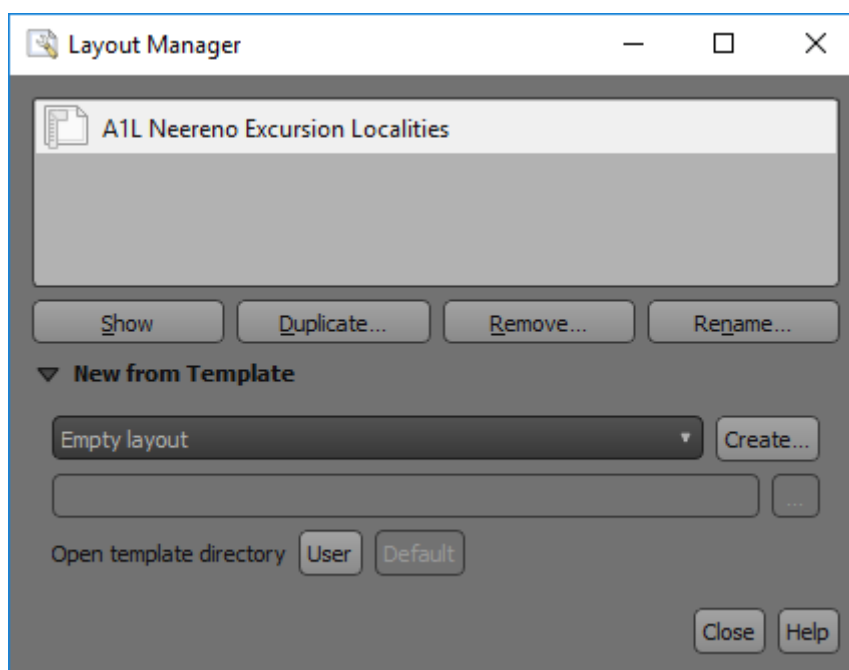 Layout Manager
A1L Neereno Excursion Localities
Show Duplicate... Remove... Rename...
New from Template
Empty layout Create...
...
Open template directory User Default
Close Help